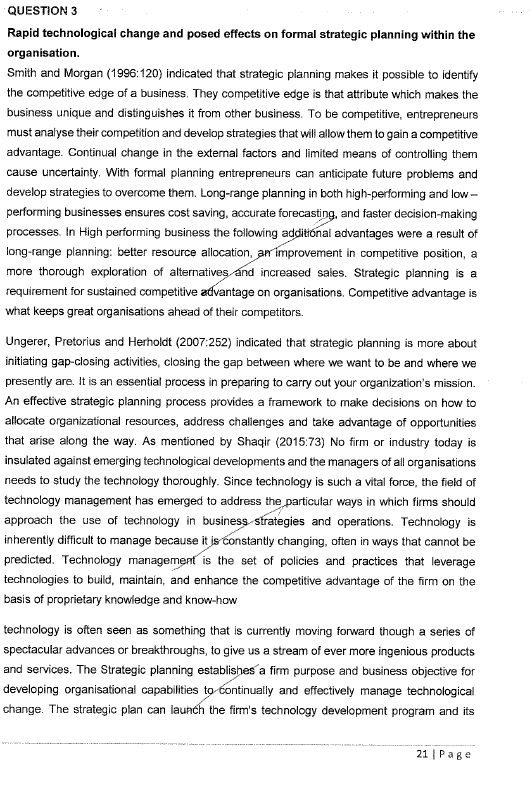 QUESTION 3
Rapid technological change and posed effects on formal strategic planning within the
organisation.
Smith and Morgan (1996:120) indicated that strategic planning makes it possible to identify
the competitive edge of a business. They competitive edge is that attribute which makes the
business unique and distinguishes it from other business. To be competitive, entrepreneurs
must analyse their competition and develop strategies that will allow them to gain a competitive
advantage. Continual change in the external factors and limited means of controlling them
cause uncertainty. With formal planning entrepreneurs can anticipate future problems and
develop strategies to overcome them. Long-range planning in both high-performing and low–
performing businesses ensures cost saving, accurate forecasting, and faster decision-making
processes. In High performing business the following additional advantages were a result of
long-range planning: better resource allocation, an improvement in competitive position, a
more thorough exploration of alternatives and increased sales. Strategic planning is a
requirement for sustained competitive advantage on organisations. Competitive advantage is
what keeps great organisations ahead of their competitors.
Ungerer, Pretorius and Herholdt (2007:252) indicated that strategic planning is more about
initiating gap-closing activities, closing the gap between where we want to be and where we
presently are. It is an essential process in preparing to carry out your organization's mission.
An effective strategic planning process provides a framework to make decisions on how to
allocate organizational resources, address challenges and take advantage of opportunities
that arise along the way. As mentioned by Shaqir (2015:73) No firm or industry today is
insulated against emerging technological developments and the managers of all organisations
needs to study the technology thoroughly. Since technology is such a vital force, the field of
technology management has emerged to address the particular ways in which firms should
approach the use of technology in business strategies and operations. Technology is
inherently difficult to manage because it is constantly changing, often in ways that cannot be
predicted. Technology management is the set of policies and practices that leverage
technologies to build, maintain, and enhance the competitive advantage of the firm on the
basis of proprietary knowledge and know-how
technology is often seen as something that is currently moving forward though a series of
spectacular advances or breakthroughs, to give us a stream of ever more ingenious products
and services. The Strategic planning establishes a firm purpose and business objective for
developing organisational capabilities to continually and effectively manage technological
change. The strategic plan can launch the firm's technology development program and its
21 | P a g e